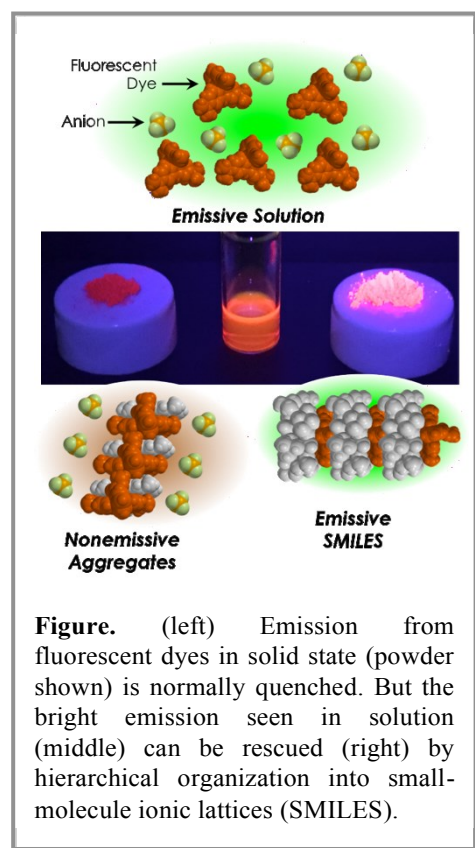 Fluorescent
Dye
Anion
Emissive Solution
Nonemissive
Aggregates
Emissive
SMILES
Figure. (left) Emission from
fluorescent dyes in solid state (powder
shown) is normally quenched. But the
bright emission seen in solution
(middle) can be rescued (right) by
hierarchical organization into small-
molecule ionic lattices (SMILES).